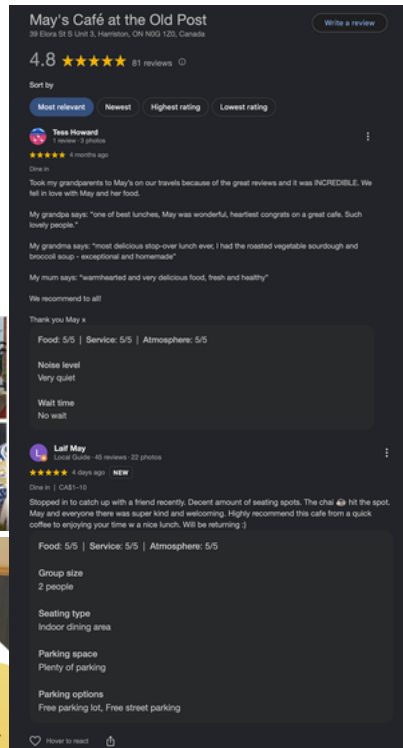 May's Café at the Old Post
39 Elora St S Unit 3, Harriston, ON N0G 1Z0, Canada
Write a review
4.8 ★★★★★ 81 reviews
Sort by
Most relevant Newest Highest rating Lowest rating
Tess Howard
1 review · 3 photos
★★★★★ 4 months ago
Dine in
Took my grandparents to May's on our travels because of the great reviews and it was INCREDIBLE. We
fell in love with May and her food.
My grandpa says: "one of best lunches, May was wonderful, heartiest congrats on a great cafe. Such
lovely people."
My grandma says: "most delicious stop-over lunch ever, I had the roasted vegetable sourdough and
broccoli soup - exceptional and homemade"
My mum says: "warmhearted and very delicious food, fresh and healthy"
We recommend to all!
Thank you May x
Food: 5/5 | Service: 5/5 | Atmosphere: 5/5
Noise level
Very quiet
Wait time
No wait
L
Laif May
Local Guide · 45 reviews · 22 photos
★★★★★ 4 days ago NEW
Dine in | CA$1–10
Stopped in to catch up with a friend recently. Decent amount of seating spots. The chai ☕ hit the spot.
May and everyone there was super kind and welcoming. Highly recommend this cafe from a quick
coffee to enjoying your time w a nice lunch. Will be returning :)
Food: 5/5 | Service: 5/5 | Atmosphere: 5/5
Group size
2 people
Seating type
Indoor dining area
Parking space
Plenty of parking
Parking options
Free parking lot, Free street parking
Hover to react